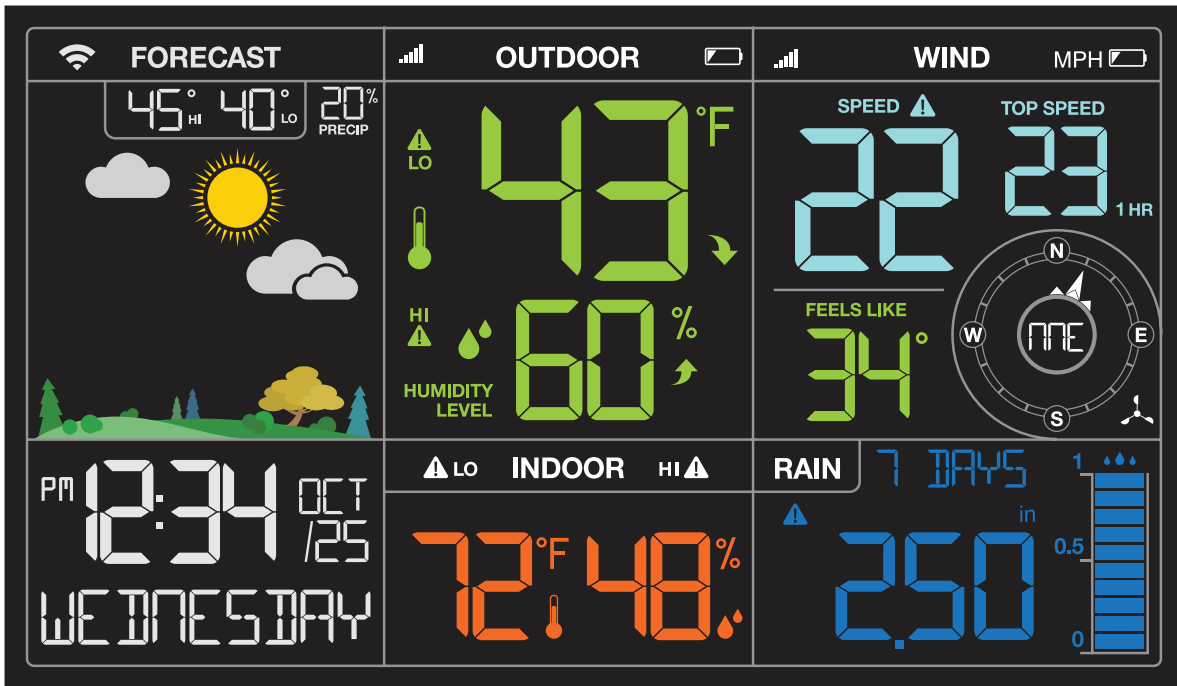 FORECAST
45° HI 40° LO 20% PRECIP
OUTDOOR
LO
43°F
HI
60%
HUMIDITY
LEVEL
WIND MPH
SPEED
22
TOP SPEED
23
1 HR
FEELS LIKE
34°
N
W NNE E
S
PM 12:34 OCT
/25
WEDNESDAY
LO INDOOR HI
72°F 48%
RAIN 7 DAYS
in
2.50
1
0.5
0